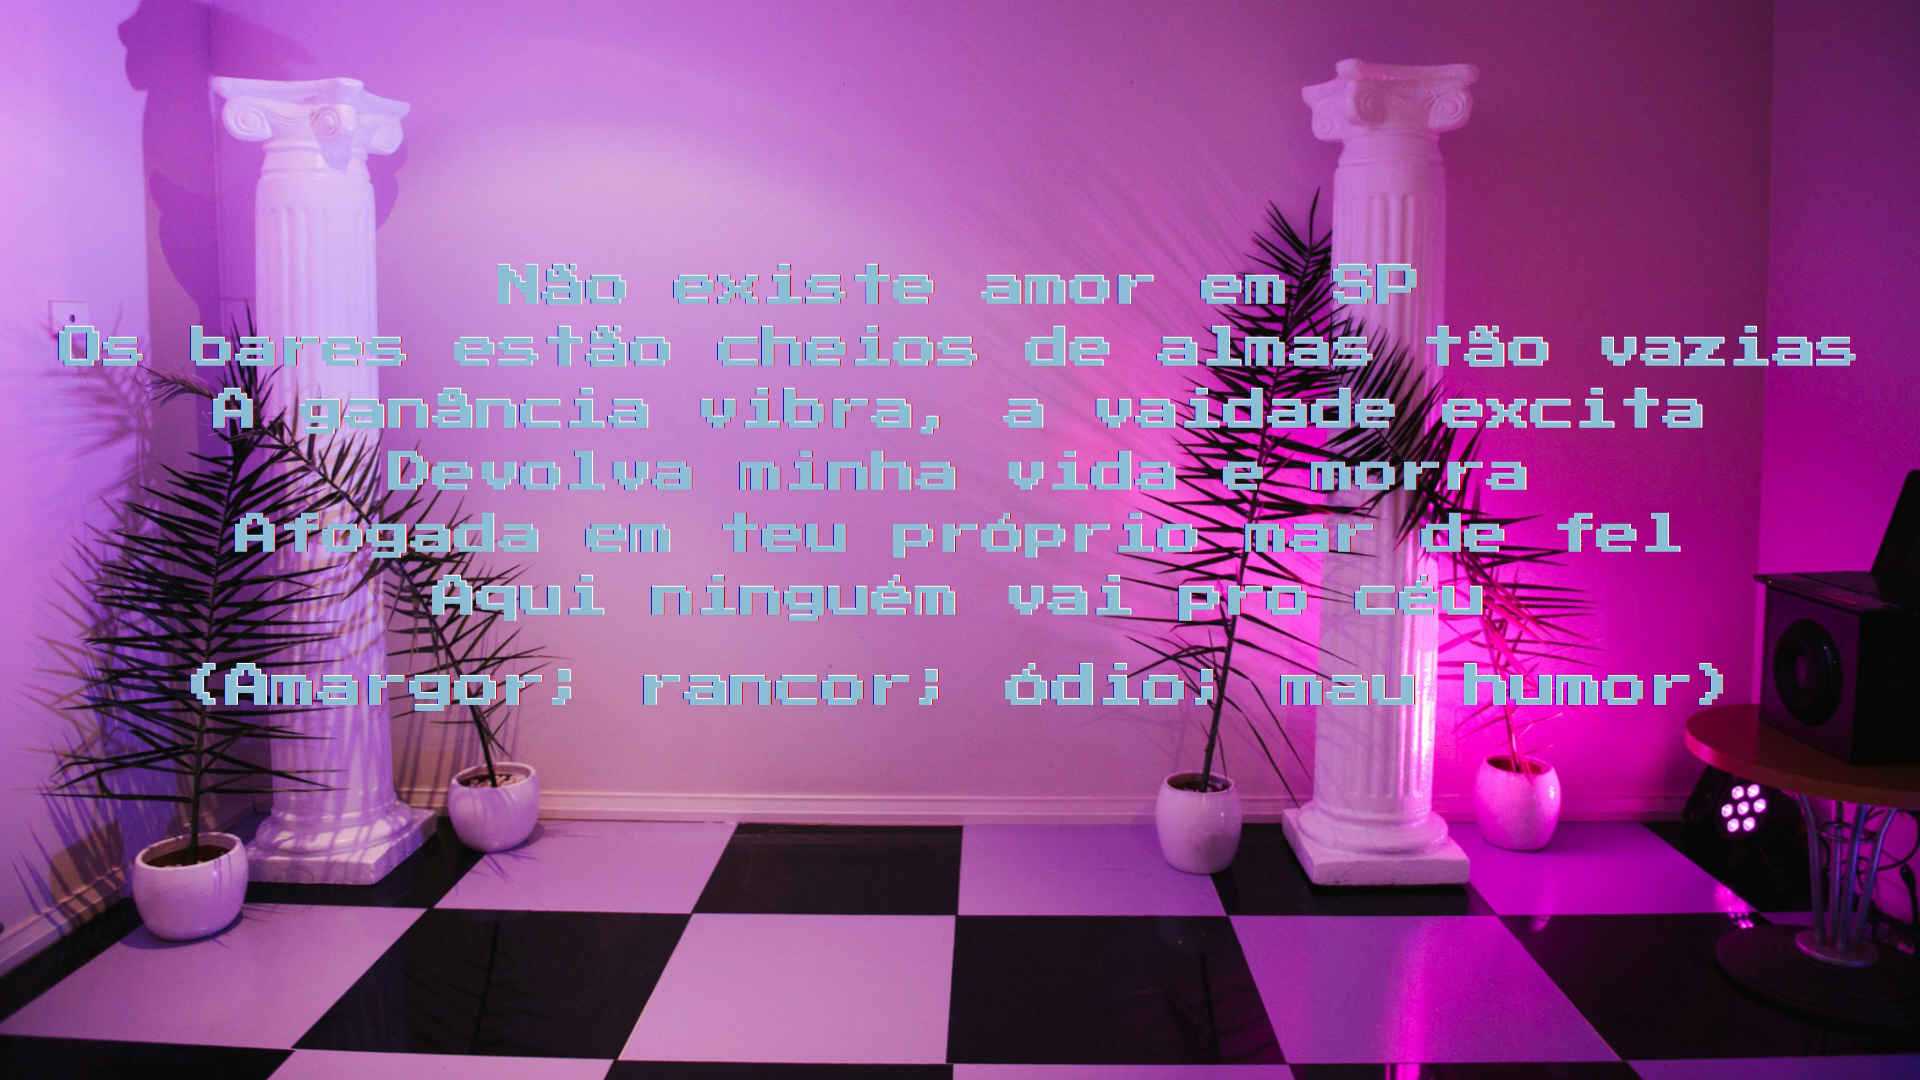 Não existe amor em SP
Os bares estão cheios de almas tão vazias
A ganância vibra, a vaidade excita
Devolva minha vida e morra
Afogada em teu próprio mar de fel
Aqui ninguém vai pro céu
(Amargor; rancor; ódio; mau humor)